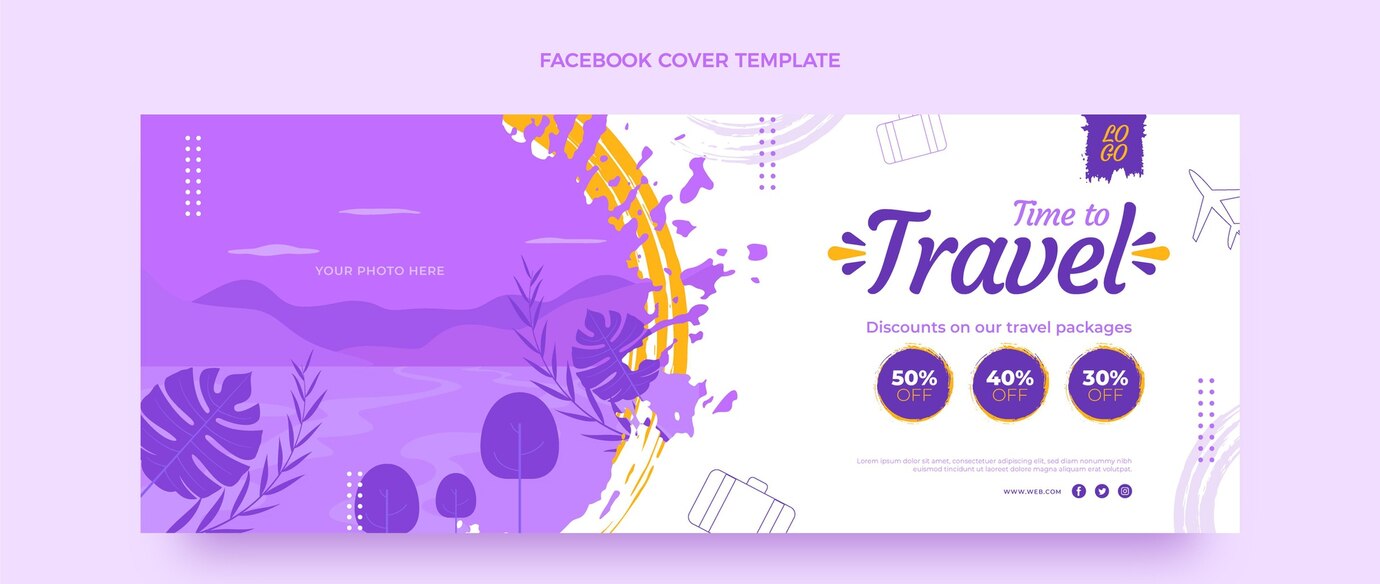 FACEBOOK COVER TEMPLATE
YOUR PHOTO HERE
LO
GO
Time to
Travel
Discounts on our travel packages
50%
OFF
40%
OFF
30%
OFF
Lorem ipsum dolor sit amet, consectetuer adipiscing elit, sed diam nonummy nibh
euismod tincidunt ut laoreet dolore magna aliquam erat volutpat.
WWW.WEB.COM